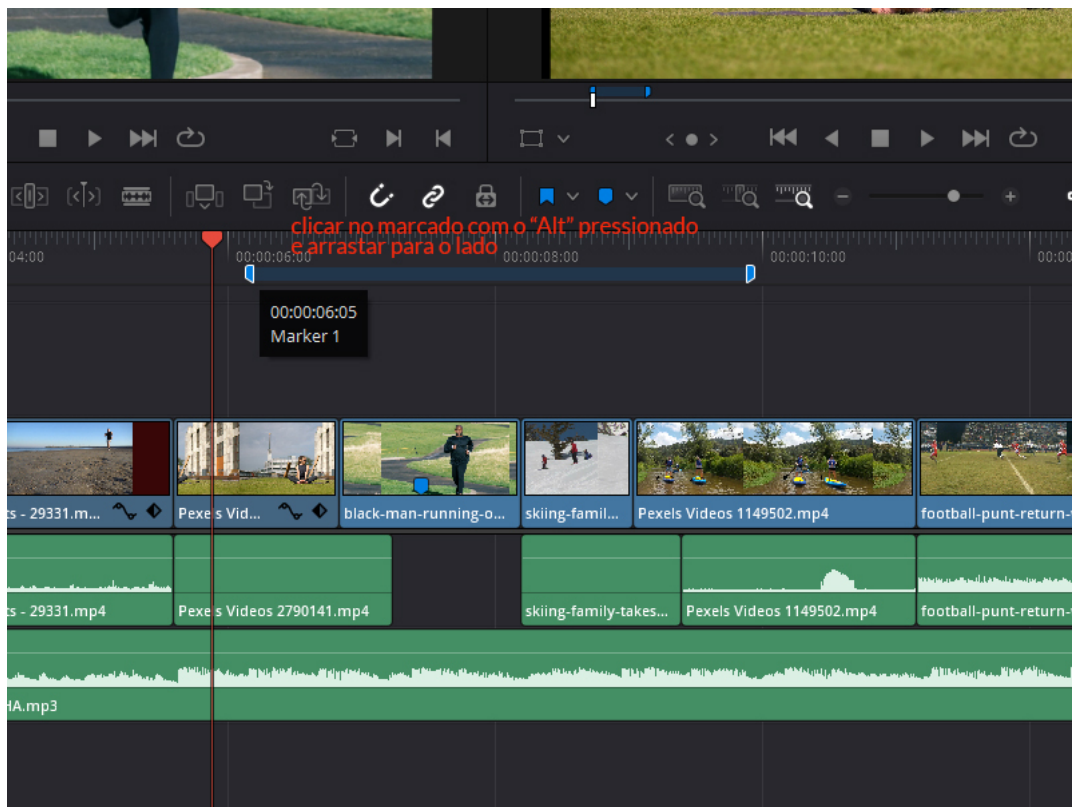 clicar no marcado com o “Alt” pressionado
e arrastar para o lado
04:00
00:00:06:00
00:00:08:00
00:00:10:00
00:00
00:00:06:05
Marker 1
ts - 29331.m...
Pexels Vid...
black-man-running-o...
skiing-famil...
Pexels Videos 1149502.mp4
football-punt-return-
ts - 29331.mp4
Pexels Videos 2790141.mp4
skiing-family-takes...
Pexels Videos 1149502.mp4
football-punt-return-
HA.mp3